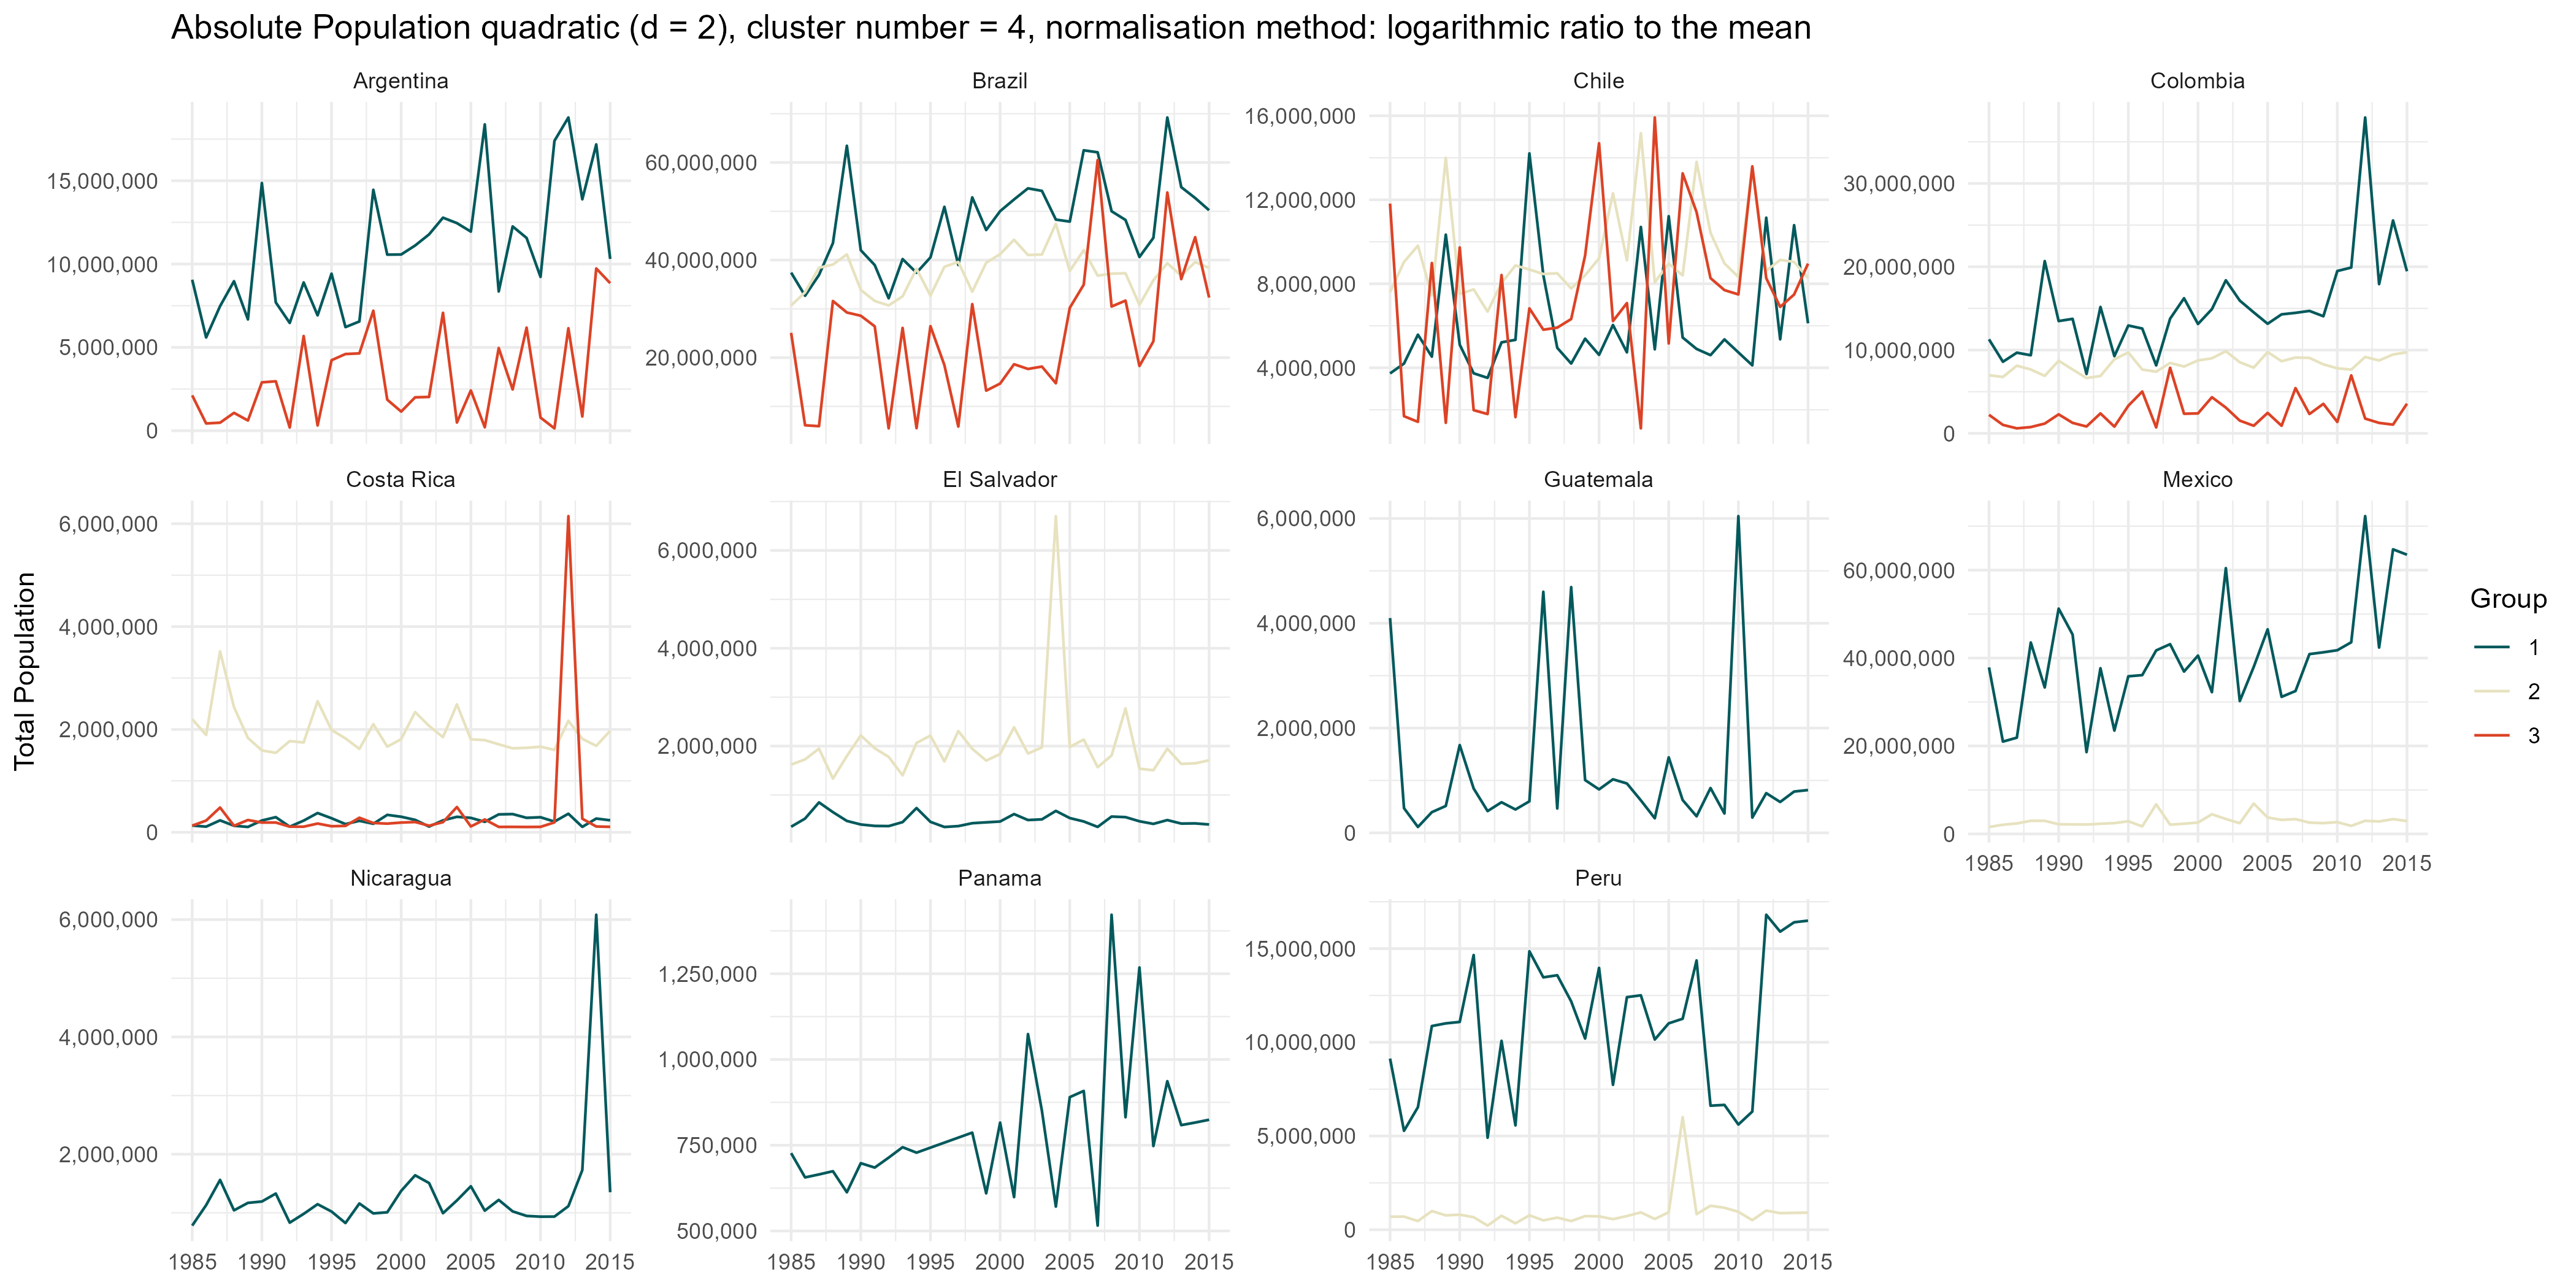 Absolute Population quadratic (d = 2), cluster number = 4, normalisation method: logarithmic ratio to the mean
Argentina
Brazil
Chile
Colombia
15,000,000
10,000,000
5,000,000
0
60,000,000
40,000,000
20,000,000
16,000,000
12,000,000
8,000,000
4,000,000
30,000,000
20,000,000
10,000,000
0
Costa Rica
El Salvador
Guatemala
Mexico
6,000,000
4,000,000
2,000,000
0
6,000,000
4,000,000
2,000,000
6,000,000
4,000,000
2,000,000
0
60,000,000
40,000,000
20,000,000
0
1985 1990 1995 2000 2005 2010 2015
Nicaragua
Panama
Peru
6,000,000
4,000,000
2,000,000
1985 1990 1995 2000 2005 2010 2015
1,250,000
1,000,000
750,000
500,000
1985 1990 1995 2000 2005 2010 2015
15,000,000
10,000,000
5,000,000
0
1985 1990 1995 2000 2005 2010 2015
Total Population
Group
1
2
3